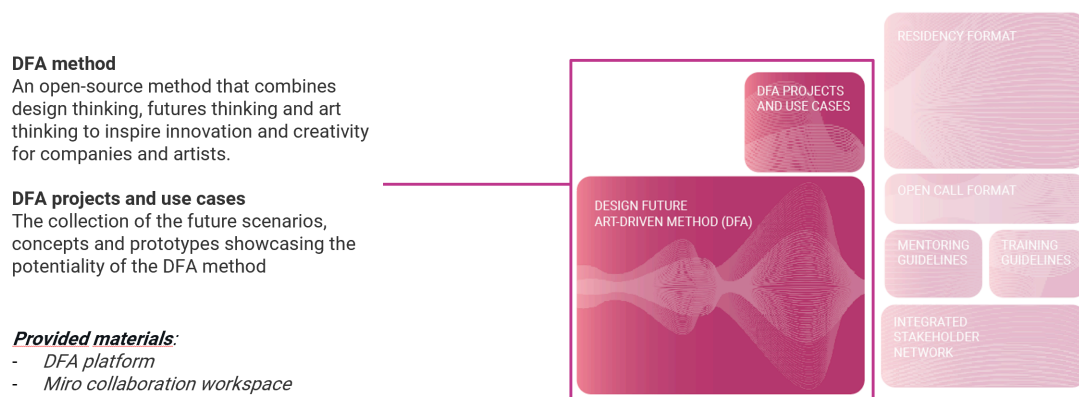 DFA method
An open-source method that combines
design thinking, futures thinking and art
thinking to inspire innovation and creativity
for companies and artists.
DFA projects and use cases
The collection of the future scenarios,
concepts and prototypes showcasing the
potentiality of the DFA method
Provided materials:
- DFA platform
- Miro collaboration workspace
DFA PROJECTS
AND USE CASES
DESIGN FUTURE
ART-DRIVEN METHOD (DFA)
RESIDENCY FORMAT
OPEN CALL FORMAT
MENTORING
GUIDELINES
TRAINING
GUIDELINES
INTEGRATED
STAKEHOLDER
NETWORK